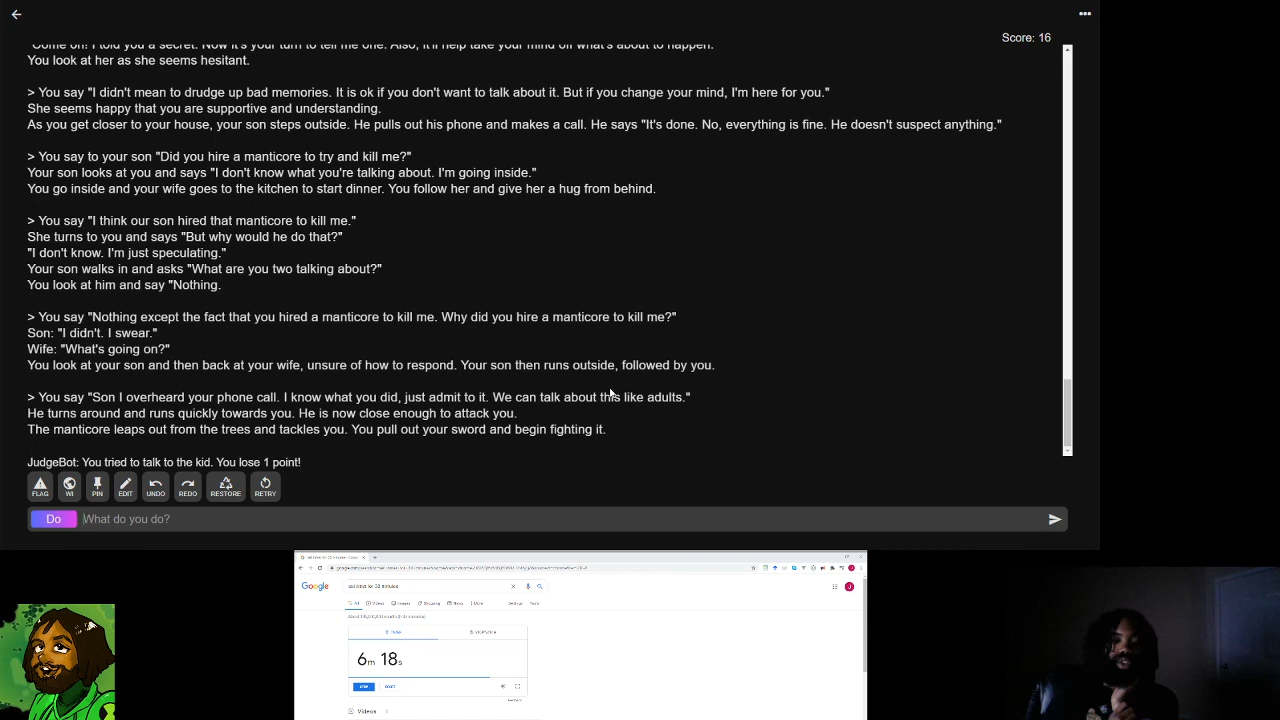 Score: 16
"Come on! I told you a secret. Now it's your turn to tell me one. Also, it'll help take your mind off what's about to happen."
You look at her as she seems hesitant.
> You say "I didn't mean to drudge up bad memories. It is ok if you don't want to talk about it. But if you change your mind, I'm here for you."
She seems happy that you are supportive and understanding.
As you get closer to your house, your son steps outside. He pulls out his phone and makes a call. He says "It's done. No, everything is fine. He doesn't suspect anything."
> You say to your son "Did you hire a manticore to try and kill me?"
Your son looks at you and says "I don't know what you're talking about. I'm going inside."
You go inside and your wife goes to the kitchen to start dinner. You follow her and give her a hug from behind.
> You say "I think our son hired that manticore to kill me."
She turns to you and says "But why would he do that?"
"I don't know. I'm just speculating."
Your son walks in and asks "What are you two talking about?"
You look at him and say "Nothing.
> You say "Nothing except the fact that you hired a manticore to kill me. Why did you hire a manticore to kill me?"
Son: "I didn't. I swear."
Wife: "What's going on?"
You look at your son and then back at your wife, unsure of how to respond. Your son then runs outside, followed by you.
> You say "Son I overheard your phone call. I know what you did, just admit to it. We can talk about this like adults."
He turns around and runs quickly towards you. He is now close enough to attack you.
The manticore leaps out from the trees and tackles you. You pull out your sword and begin fighting it.
JudgeBot: You tried to talk to the kid. You lose 1 point!
FLAG WI PIN EDIT UNDO REDO RESTORE RETRY
Do What do you do?
Google
All Videos Images Shopping News More Settings Tools
TIMER STOPWATCH
6m 18s
STOP RESET
Videos